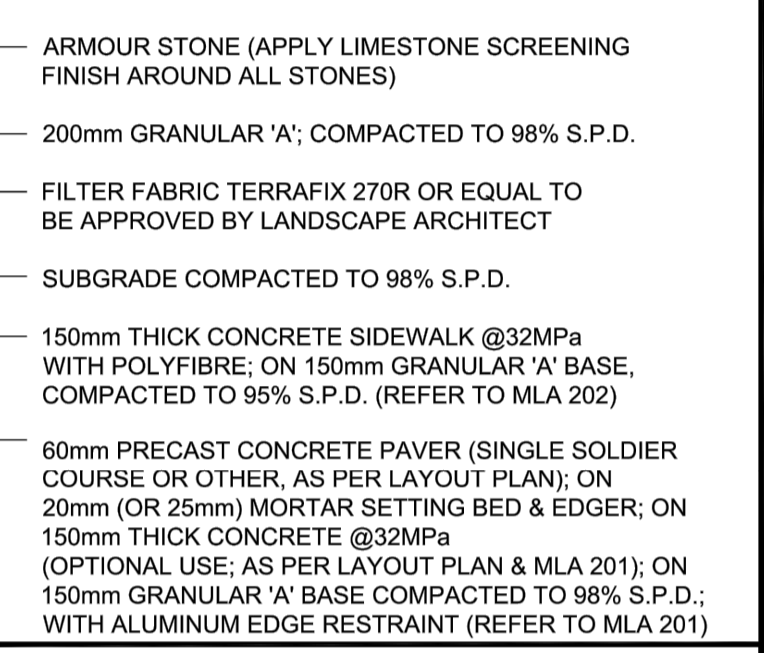 ARMOUR STONE (APPLY LIMESTONE SCREENING
FINISH AROUND ALL STONES)
200mm GRANULAR 'A'; COMPACTED TO 98% S.P.D.
FILTER FABRIC TERRAFIX 270R OR EQUAL TO
BE APPROVED BY LANDSCAPE ARCHITECT
SUBGRADE COMPACTED TO 98% S.P.D.
150mm THICK CONCRETE SIDEWALK @32MPa
WITH POLYFIBRE; ON 150mm GRANULAR 'A' BASE,
COMPACTED TO 95% S.P.D. (REFER TO MLA 202)
60mm PRECAST CONCRETE PAVER (SINGLE SOLDIER
COURSE OR OTHER, AS PER LAYOUT PLAN); ON
20mm (OR 25mm) MORTAR SETTING BED & EDGER; ON
150mm THICK CONCRETE @32MPa
(OPTIONAL USE; AS PER LAYOUT PLAN & MLA 201); ON
150mm GRANULAR 'A' BASE COMPACTED TO 98% S.P.D.;
WITH ALUMINUM EDGE RESTRAINT (REFER TO MLA 201)